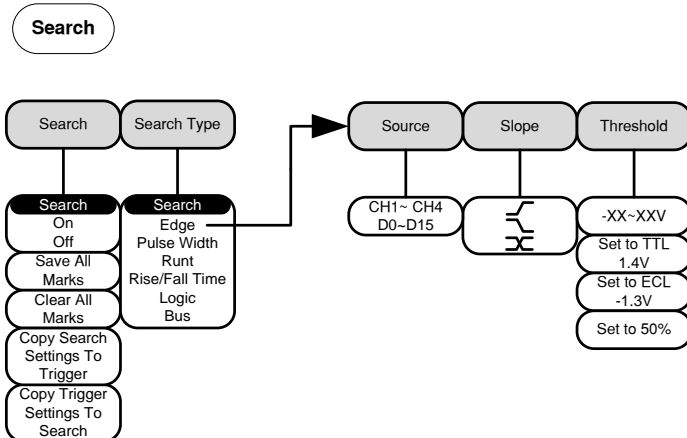 Search
Search
Search Type
Source
Slope
Threshold
Search
On
Off
Save All
Marks
Clear All
Marks
Copy Search
Settings To
Trigger
Copy Trigger
Settings To
Search
Search
Edge
Pulse Width
Runt
Rise/Fall Time
Logic
Bus
CH1~ CH4
D0~D15
-XX~XXV
Set to TTL
1.4V
Set to ECL
-1.3V
Set to 50%